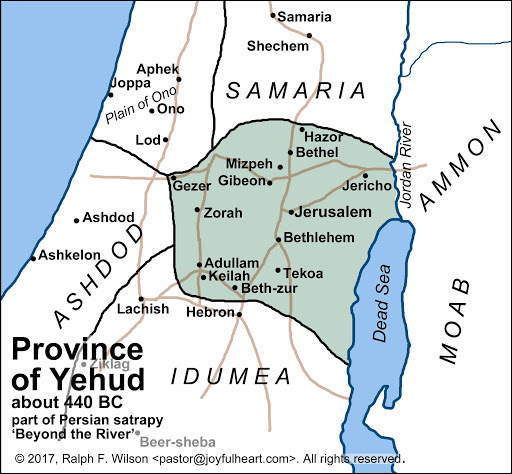 Samaria
Shechem
Aphek
Joppa
Plain of Ono
Ono
Lod
SAMARIA
Hazor
Bethel
Mizpeh
Gibeon
Gezer
Jericho
Jordan River
AMMON
Zorah
Jerusalem
Ashdod
Bethlehem
Ashkelon
ASHDOD
Adullam
Keilah
Tekoa
Beth-zur
Dead Sea
MOAB
Lachish
Hebron
Province
of Yehud
Ziklag
IDUMEA
about 440 BC
part of Persian satrapy
'Beyond the River'
Beer-sheba
© 2017, Ralph F. Wilson <pastor@joyfulheart.com>. All rights reserved.